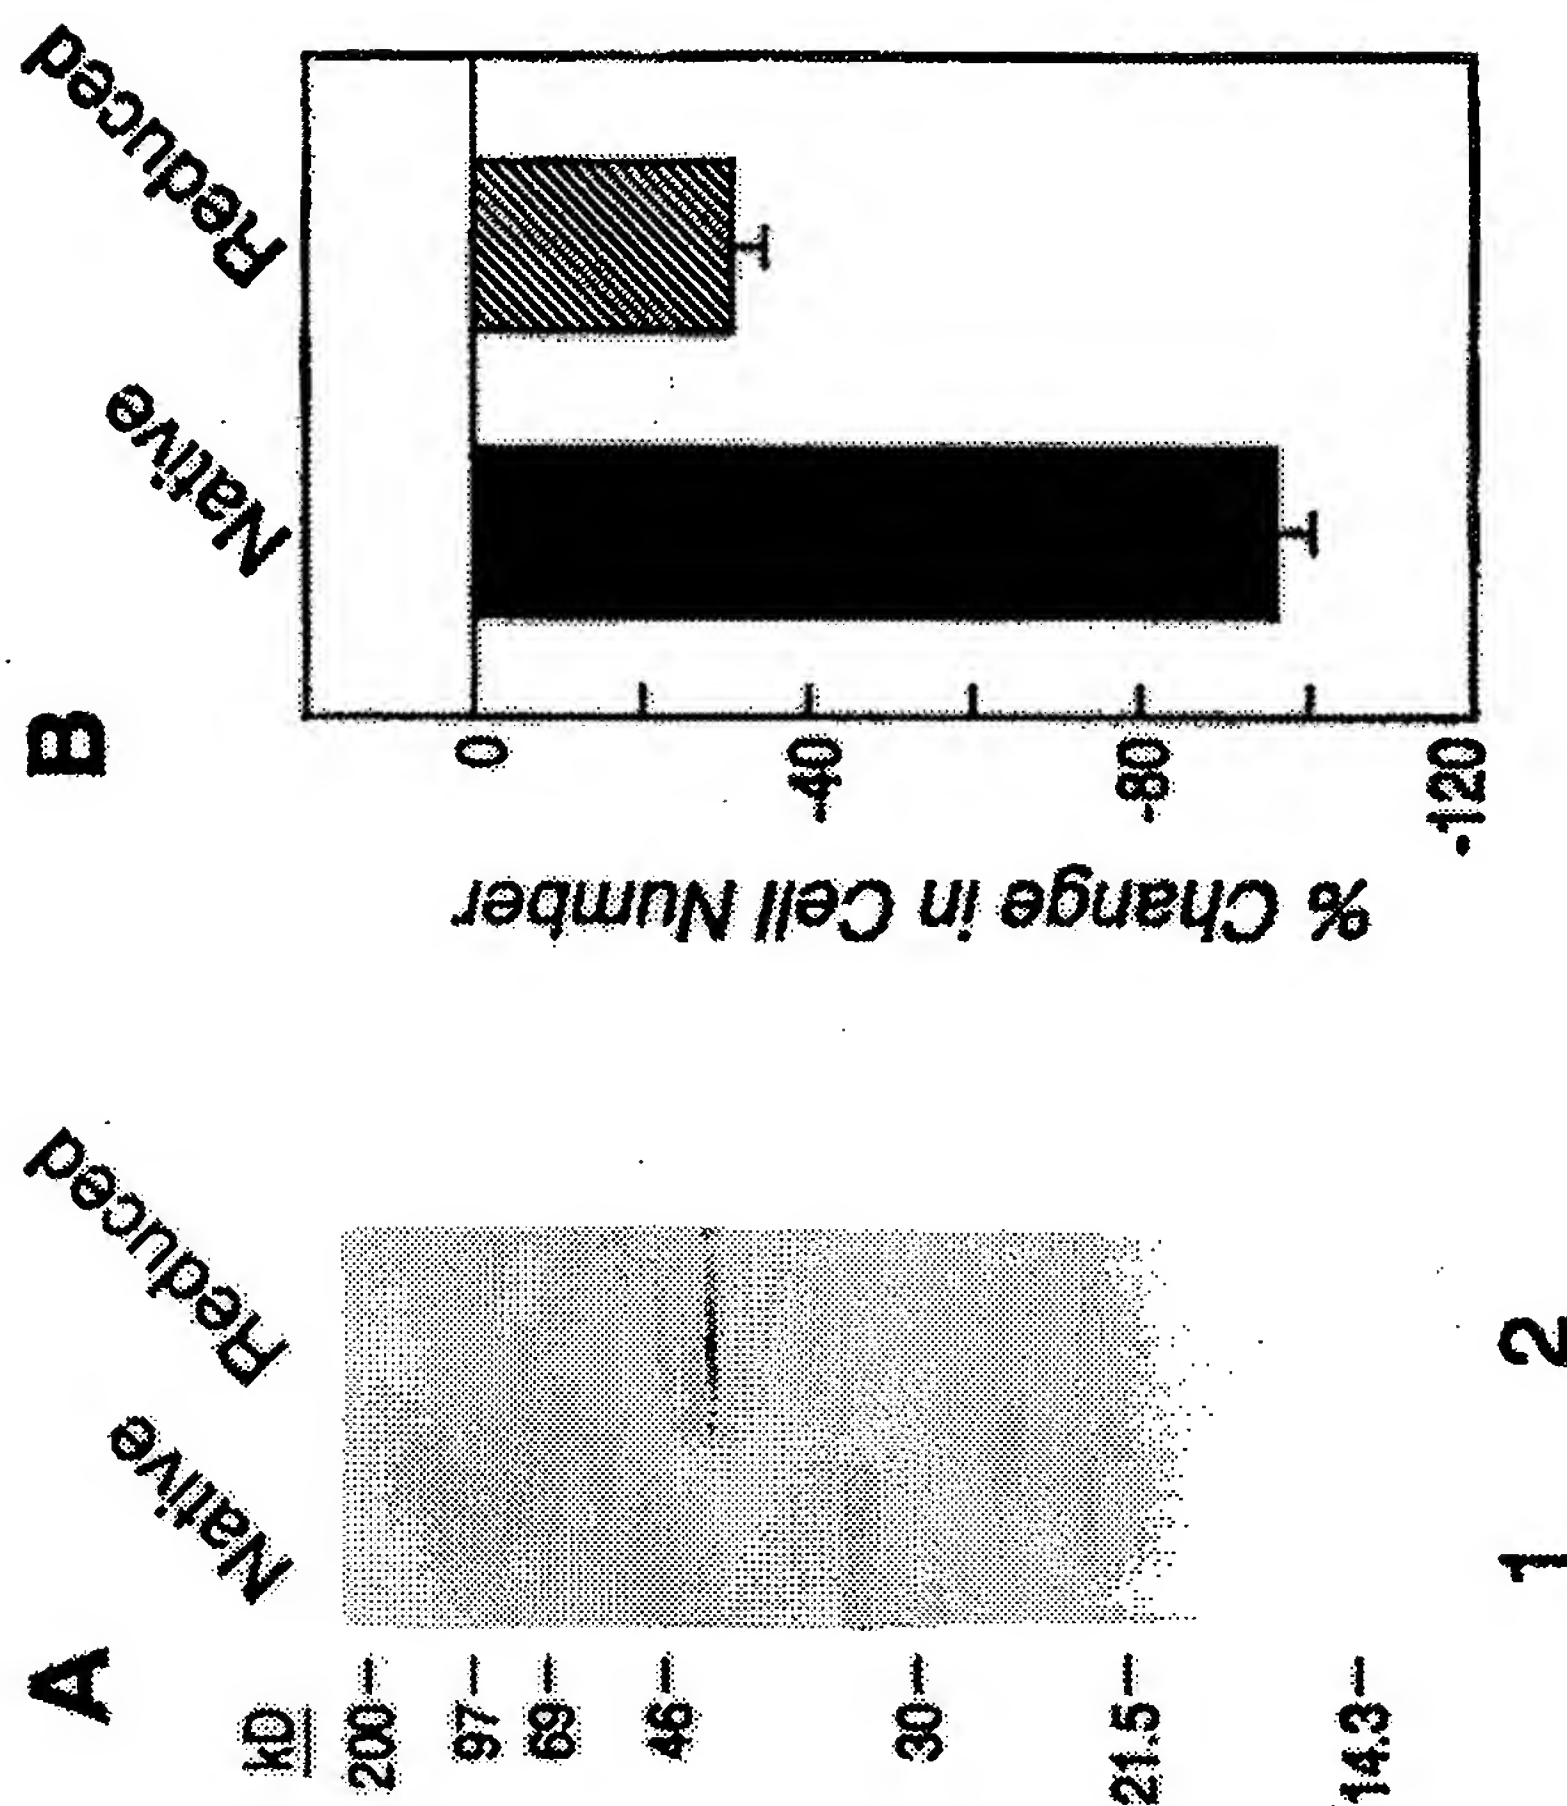 A
Native
Reduced
kD
200
97
69
46
30
21.5
14.3
1 2
B
Native
Reduced
% Change in Cell Number
0
-40
-80
-120